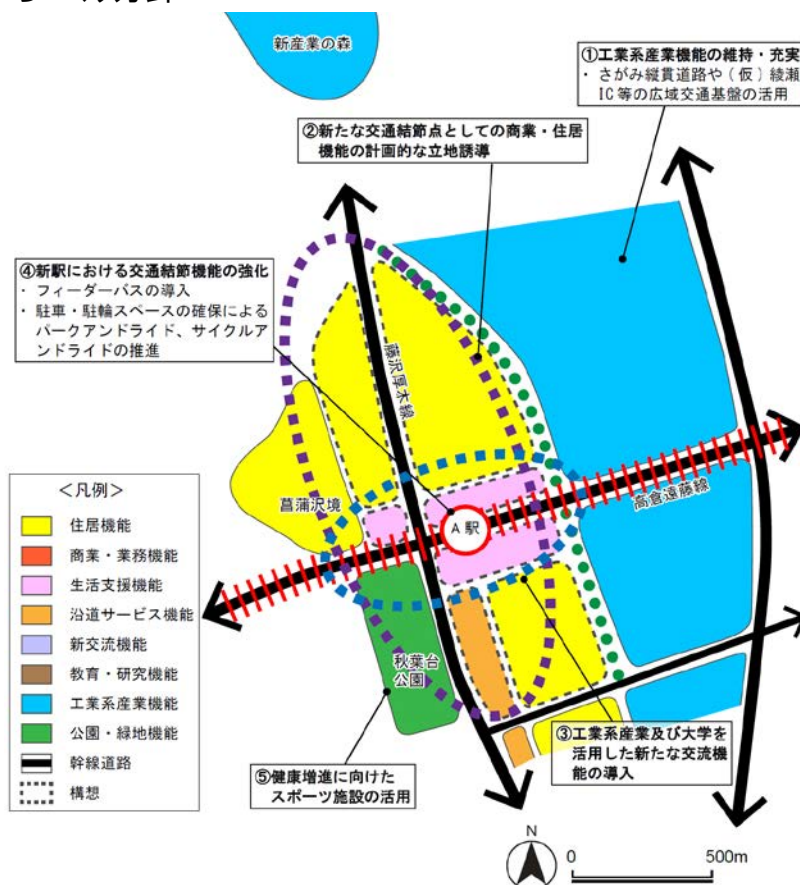 新産業の森
①工業系産業機能の維持・充実
・ さがみ縦貫道路や（仮）綾瀬
IC等の広域交通基盤の活用
②新たな交通結節点としての商業・住居
機能の計画的な立地誘導
④新駅における交通結節機能の強化
・ フィーダーバスの導入
・ 駐車・駐輪スペースの確保による
パークアンドライド、サイクルア
ンドライドの推進
藤沢厚木線
菖蒲沢境
A駅
高倉遠藤線
＜凡例＞
住居機能
商業・業務機能
生活支援機能
沿道サービス機能
新交流機能
教育・研究機能
工業系産業機能
公園・緑地機能
幹線道路
構想
秋葉台
公園
③工業系産業及び大学を
活用した新たな交流機
能の導入
⑤健康増進に向けた
スポーツ施設の活用
N
0 500m